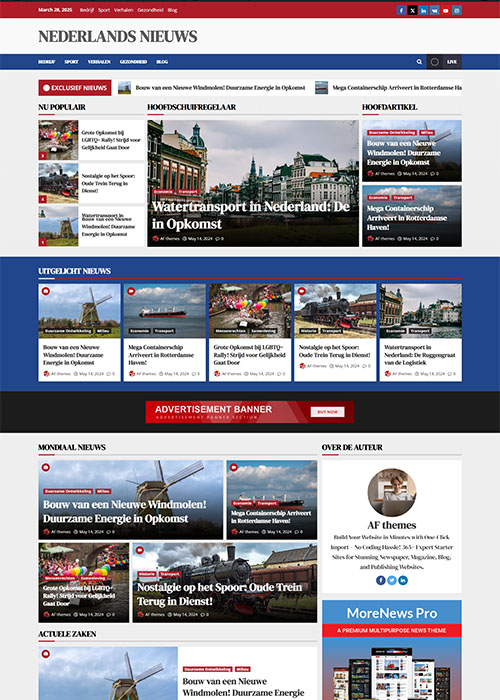 March 28, 2025 Bedrijf Sport Verhalen Gezondheid Blog
NEDERLANDS NIEUWS
BEDRIJF SPORT VERHALEN GEZONDHEID BLOG LIVE
EXCLUSIEF NIEUWS
Bouw van een Nieuwe Windmolen! Duurzame Energie in Opkomst
Mega Containerschip Arriveert in Rotterdamse Ha
NU POPULAIR
Grote Opkomst bij LGBTQ+ Rally! Strijd voor Gelijkheid Gaat Door
Nostalgie op het Spoor: Oude Trein Terug in Dienst!
Watertransport in
Bouw van een Nieuwe Windmolen! Duurzame Energie in Opkomst
HOOFDSCHUIFREGELAAR
Economie Transport
Watertransport in Nederland: De
in Opkomst
AF themes May 14, 2024 0
HOOFDARTIKEL
Duurzame Ontwikkeling Milieu
Bouw van een Nieuwe
Windmolen! Duurzame
Energie in Opkomst
AF themes May 14, 2024 0
Economie Transport
Mega Containerschip
Arriveert in Rotterdamse
Haven!
AF themes May 14, 2024 0
UITGELICHT NIEUWS
Duurzame Ontwikkeling Milieu
Bouw van een Nieuwe
Windmolen! Duurzame
Energie in Opkomst
AF themes May 14, 2024 0
Economie Transport
Mega Containerschip
Arriveert in Rotterdamse
Haven!
AF themes May 14, 2024 0
Mensenrechten Samenleving
Grote Opkomst bij LGBTQ+
Rally! Strijd voor Gelijkheid
Gaat Door
AF themes May 14, 2024 0
Historie Transport
Nostalgie op het Spoor:
Oude Trein Terug in Dienst!
AF themes May 14, 2024 0
Economie Transport
Watertransport in
Nederland: De Ruggengraat
van de Logistiek
AF themes May 14, 2024 0
ADVERTISEMENT BANNER
ADVERTISEMENT BANNER SECTION
BUY NOW
MONDIAAL NIEUWS
Duurzame Ontwikkeling Milieu
Bouw van een Nieuwe Windmolen!
Duurzame Energie in Opkomst
AF themes May 14, 2024 0
Economie Transport
Mega Containerschip Arriveert
in Rotterdamse Haven!
AF themes May 14, 2024 0
Mensenrechten Samenleving
Grote Opkomst bij LGBTQ+
Rally! Strijd voor Gelijkheid
Gaat Door
AF themes May 14, 2024 0
Historie Transport
Nostalgie op het Spoor: Oude Trein
Terug in Dienst!
AF themes May 14, 2024 0
OVER DE AUTEUR
AF themes
Build Your Website in Minutes with One-Click
Import – No Coding Hassle! 365+ Expert Starter
Sites for Stunning Newspaper, Magazine, Blog,
and Publishing Websites.
MoreNews Pro
A PREMIUM MULTIPURPOSE NEWS THEME
ACTUELE ZAKEN
Duurzame Ontwikkeling Milieu
Bouw van een Nieuwe
Windmolen! Duurzame